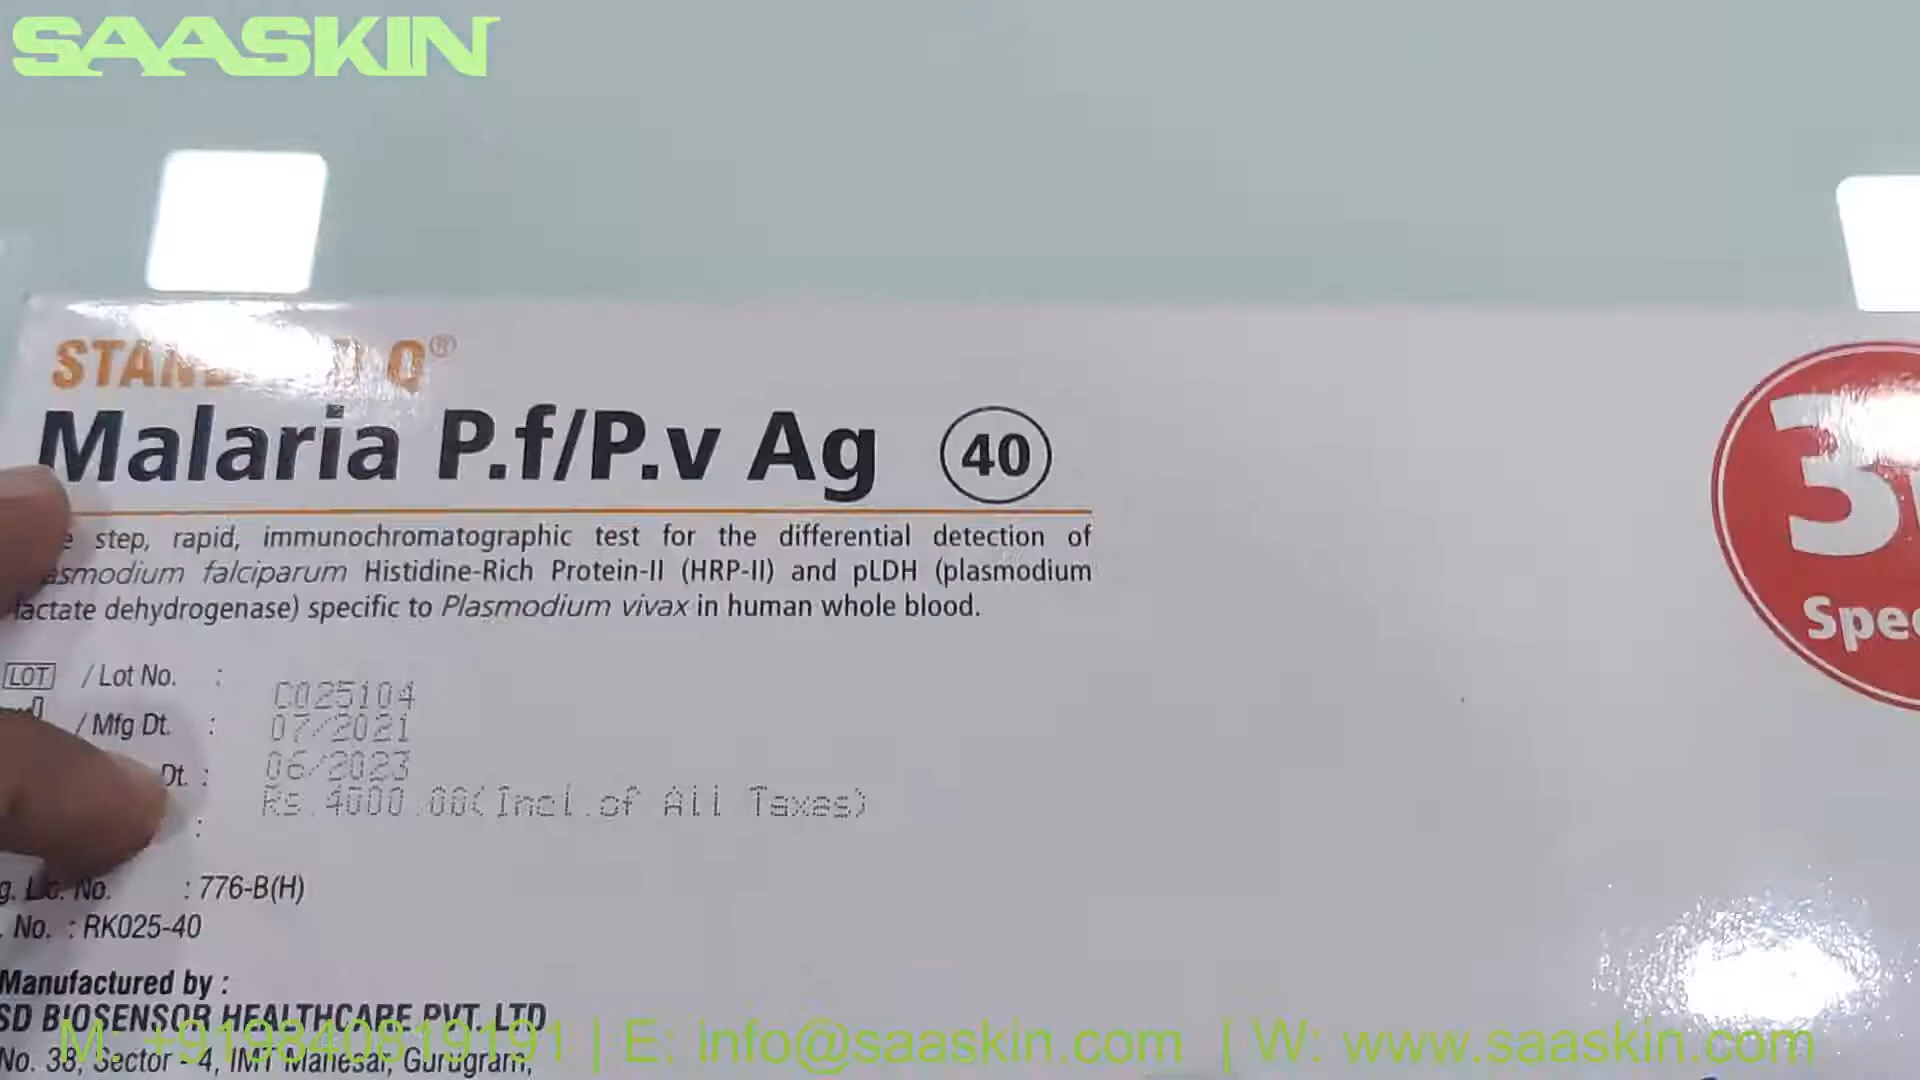 SAASKIN
Malaria P.f/P.v Ag 40
step, rapid, immunochromatographic test for the differential detection of
falciparum Histidine-Rich Protein-II (HRP-II) and pLDH (plasmodium
lactate dehydrogenase) specific to Plasmodium vivax in human whole blood.
LOT / Lot No. : C025104
/ Mfg Dt. : 07/2021
Dt. : 06/2023
: Rs.4000.00(Incl.of All Taxes)
Lic. No. : 776-B(H)
No. : RK025-40
Manufactured by :
SD BIOSENSOR HEALTHCARE PVT. LTD
No. 38, Sector - 4, IMT Manesar, Gurugram,
M: +919840819191 | E: info@saaskin.com | W: www.saaskin.com